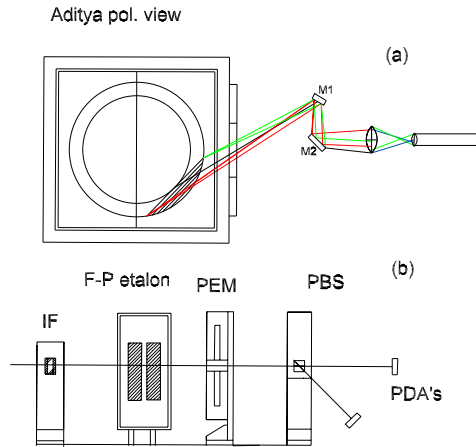 Aditya pol. view
(a)
M1
M2
(b)
F-P etalon
PEM
PBS
IF
PDA's